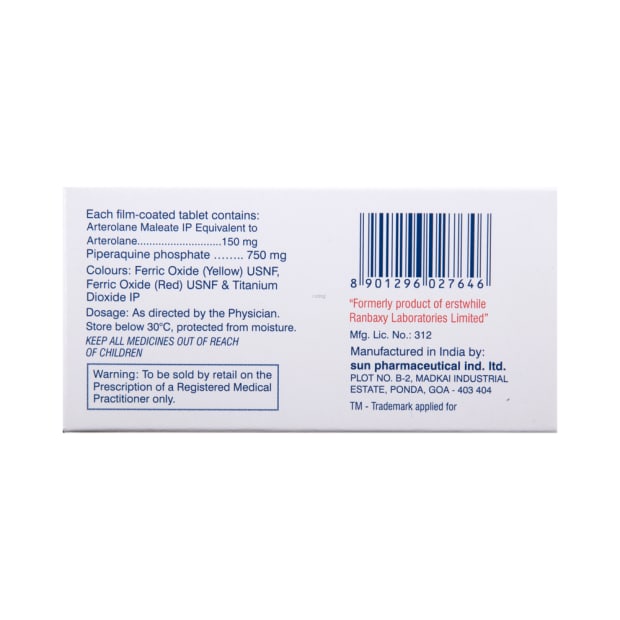 Each film-coated tablet contains:
Arterolane Maleate IP Equivalent to
Arterolane............................150 mg
Piperaquine phosphate ........ 750 mg
Colours: Ferric Oxide (Yellow) USNF,
Ferric Oxide (Red) USNF & Titanium
Dioxide IP
Dosage: As directed by the Physician.
Store below 30°C, protected from moisture.
KEEP ALL MEDICINES OUT OF REACH
OF CHILDREN
Warning: To be sold by retail on the
Prescription of a Registered Medical
Practitioner only.
8 901296 027646
"Formerly product of erstwhile
Ranbaxy Laboratories Limited"
Mfg. Lic. No.: 312
Manufactured in India by:
sun pharmaceutical ind. ltd.
PLOT NO. B-2, MADKAI INDUSTRIAL
ESTATE, PONDA, GOA - 403 404
TM - Trademark applied for